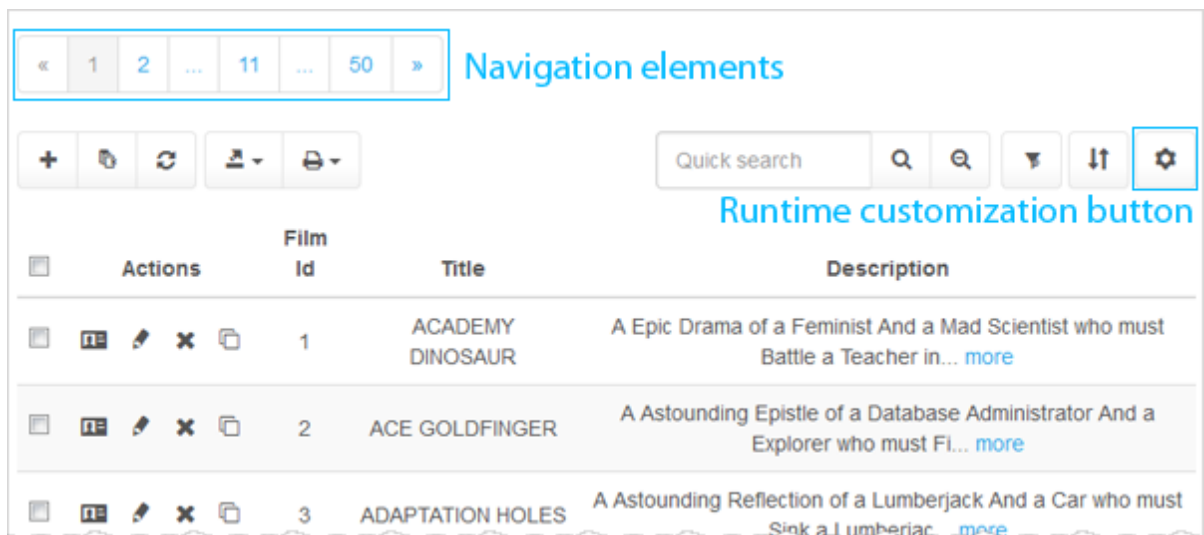 « 1 2 ... 11 ... 50 » Navigation elements
Quick search
Runtime customization button
Film
Actions Id Title Description
1 ACADEMY A Epic Drama of a Feminist And a Mad Scientist who must
DINOSAUR Battle a Teacher in... more
2 ACE GOLDFINGER A Astounding Epistle of a Database Administrator And a
Explorer who must Fi... more
3 ADAPTATION HOLES A Astounding Reflection of a Lumberjack And a Car who must
Sink a Lumberjac... more